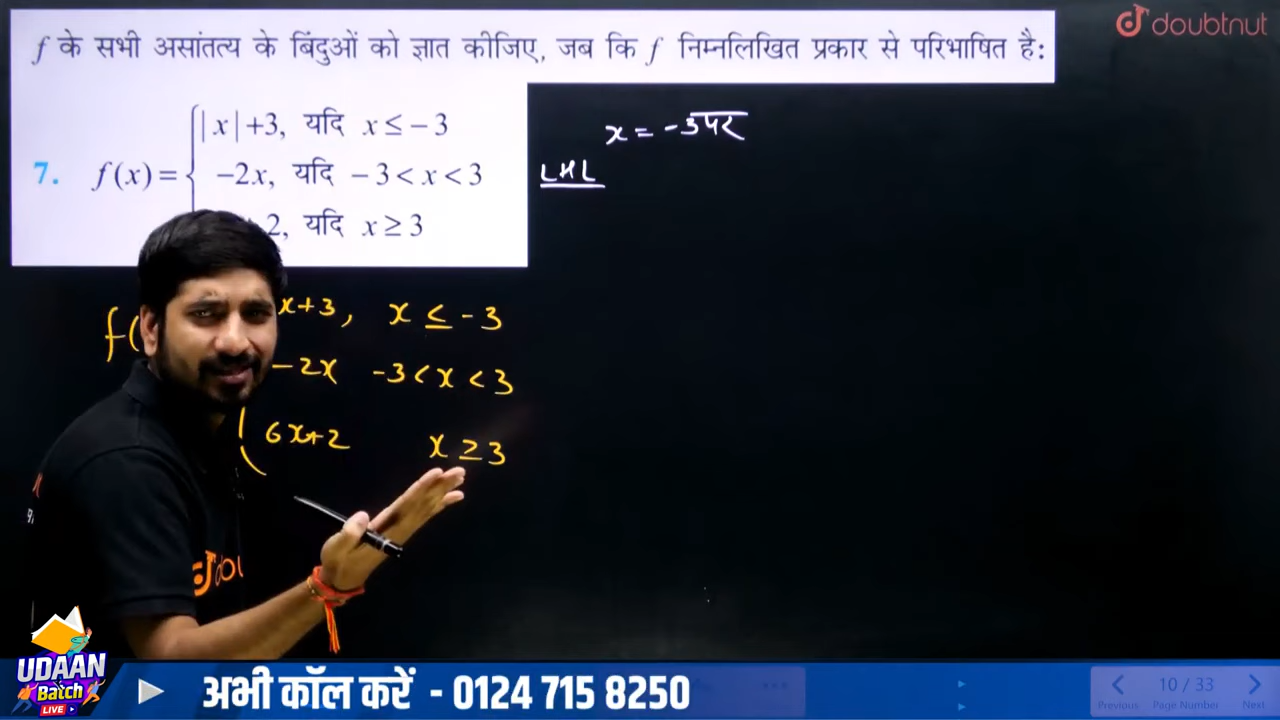 f के सभी असांतत्य के बिंदुओं को ज्ञात कीजिए, जब कि f निम्नलिखित प्रकार से परिभाषित है:
doubtnut
|x|+3, यदि x ≤ -3
7. f(x) = { -2x, यदि -3 < x < 3
2, यदि x ≥ 3
x = -3 पर
LHL
f( x+3, x ≤ -3
-2x -3 < x < 3
6x+2 x ≥ 3
dou
UDAAN
Batch
LIVE
अभी कॉल करें - 0124 715 8250
10 / 33
Previous Page Number Next